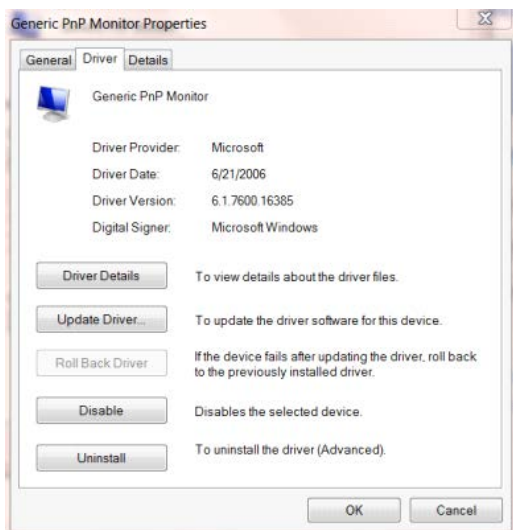 Generic PnP Monitor Properties
General Driver Details
Generic PnP Monitor
Driver Provider: Microsoft
Driver Date: 6/21/2006
Driver Version: 6.1.7600.16385
Digital Signer: Microsoft Windows
Driver Details To view details about the driver files.
Update Driver... To update the driver software for this device.
Roll Back Driver If the device fails after updating the driver, roll back
to the previously installed driver.
Disable Disables the selected device.
Uninstall To uninstall the driver (Advanced).
OK Cancel